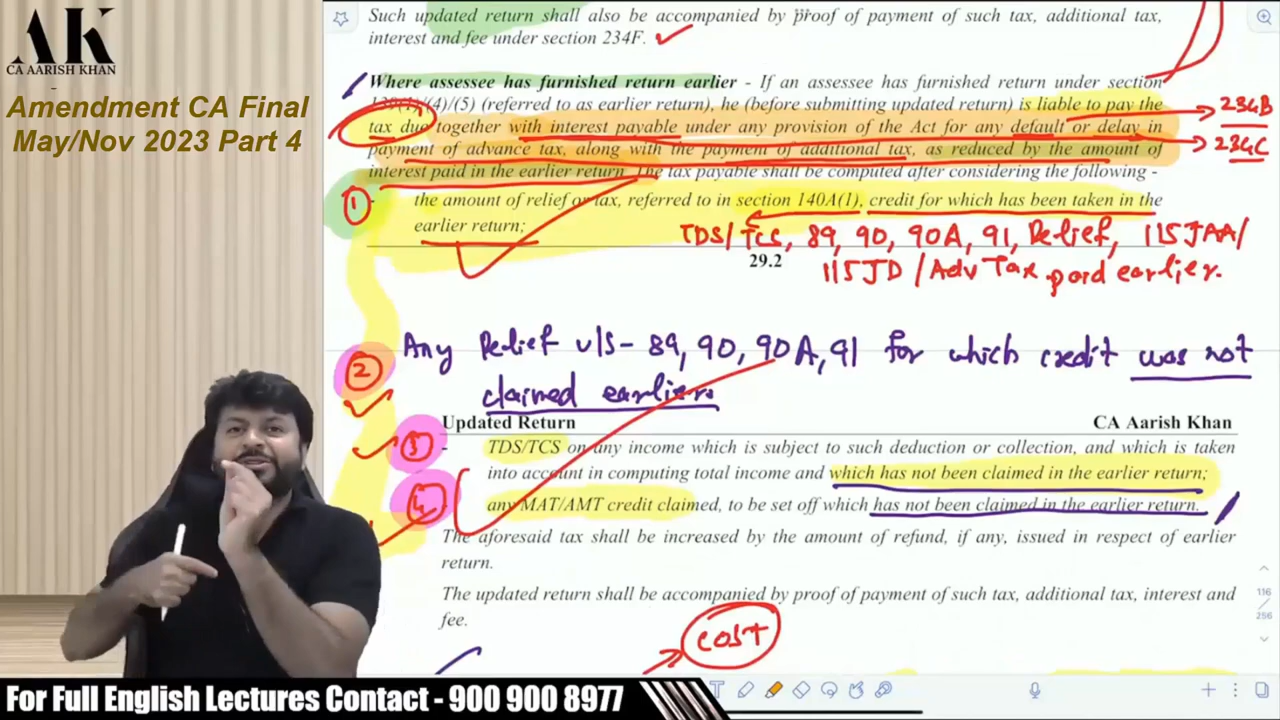 AK
CA AARISH KHAN
Amendment CA Final
May/Nov 2023 Part 4
Such updated return shall also be accompanied by proof of payment of such tax, additional tax,
interest and fee under section 234F.
Where assessee has furnished return earlier - If an assessee has furnished return under section
(referred to as earlier return), he (before submitting updated return) is liable to pay the
234B
tax due together with interest payable under any provision of the Act for any default or delay in
234C
payment of advance tax, along with the payment of additional tax, as reduced by the amount of
interest paid in the earlier return. The tax payable shall be computed after considering the following -
1
the amount of relief or tax, referred to in section 140A(1), credit for which has been taken in the
earlier return;
TDS/TCS, 89, 90, 90A, 91, Relief, 115JAA/
29.2
115JD / Adv Tax paid earlier.
2
Any Relief u/s- 89, 90, 90A, 91 for which credit was not
claimed earlier.
Updated Return
CA Aarish Khan
3
- TDS/TCS on any income which is subject to such deduction or collection, and which is taken
into account in computing total income and which has not been claimed in the earlier return;
4
any MAT/AMT credit claimed, to be set off which has not been claimed in the earlier return.
The aforesaid tax shall be increased by the amount of refund, if any, issued in respect of earlier
return.
The updated return shall be accompanied by proof of payment of such tax, additional tax, interest and
fee.
cost
116
256
For Full English Lectures Contact - 900 900 8977